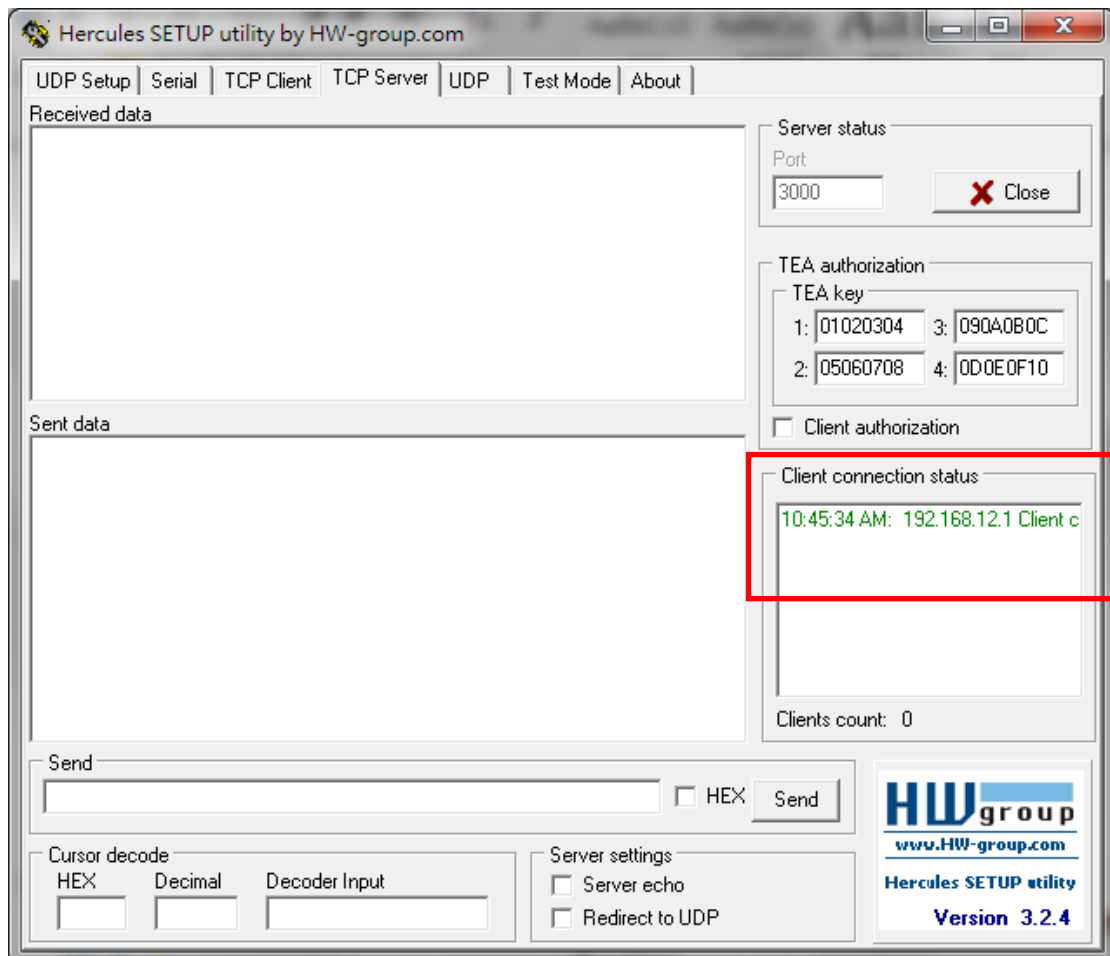 Hercules SETUP utility by HW-group.com
UDP Setup Serial TCP Client TCP Server UDP Test Mode About
Received data
Server status
Port
3000 Close
TEA authorization
TEA key
1: 01020304 3: 090A0B0C
2: 05060708 4: 0D0E0F10
Client authorization
Sent data
Client connection status
10:45:34 AM: 192.168.12.1 Client c
Clients count: 0
Send
HEX Send
Cursor decode
HEX Decimal Decoder Input
Server settings
Server echo
Redirect to UDP
HW group
www.HW-group.com
Hercules SETUP utility
Version 3.2.4